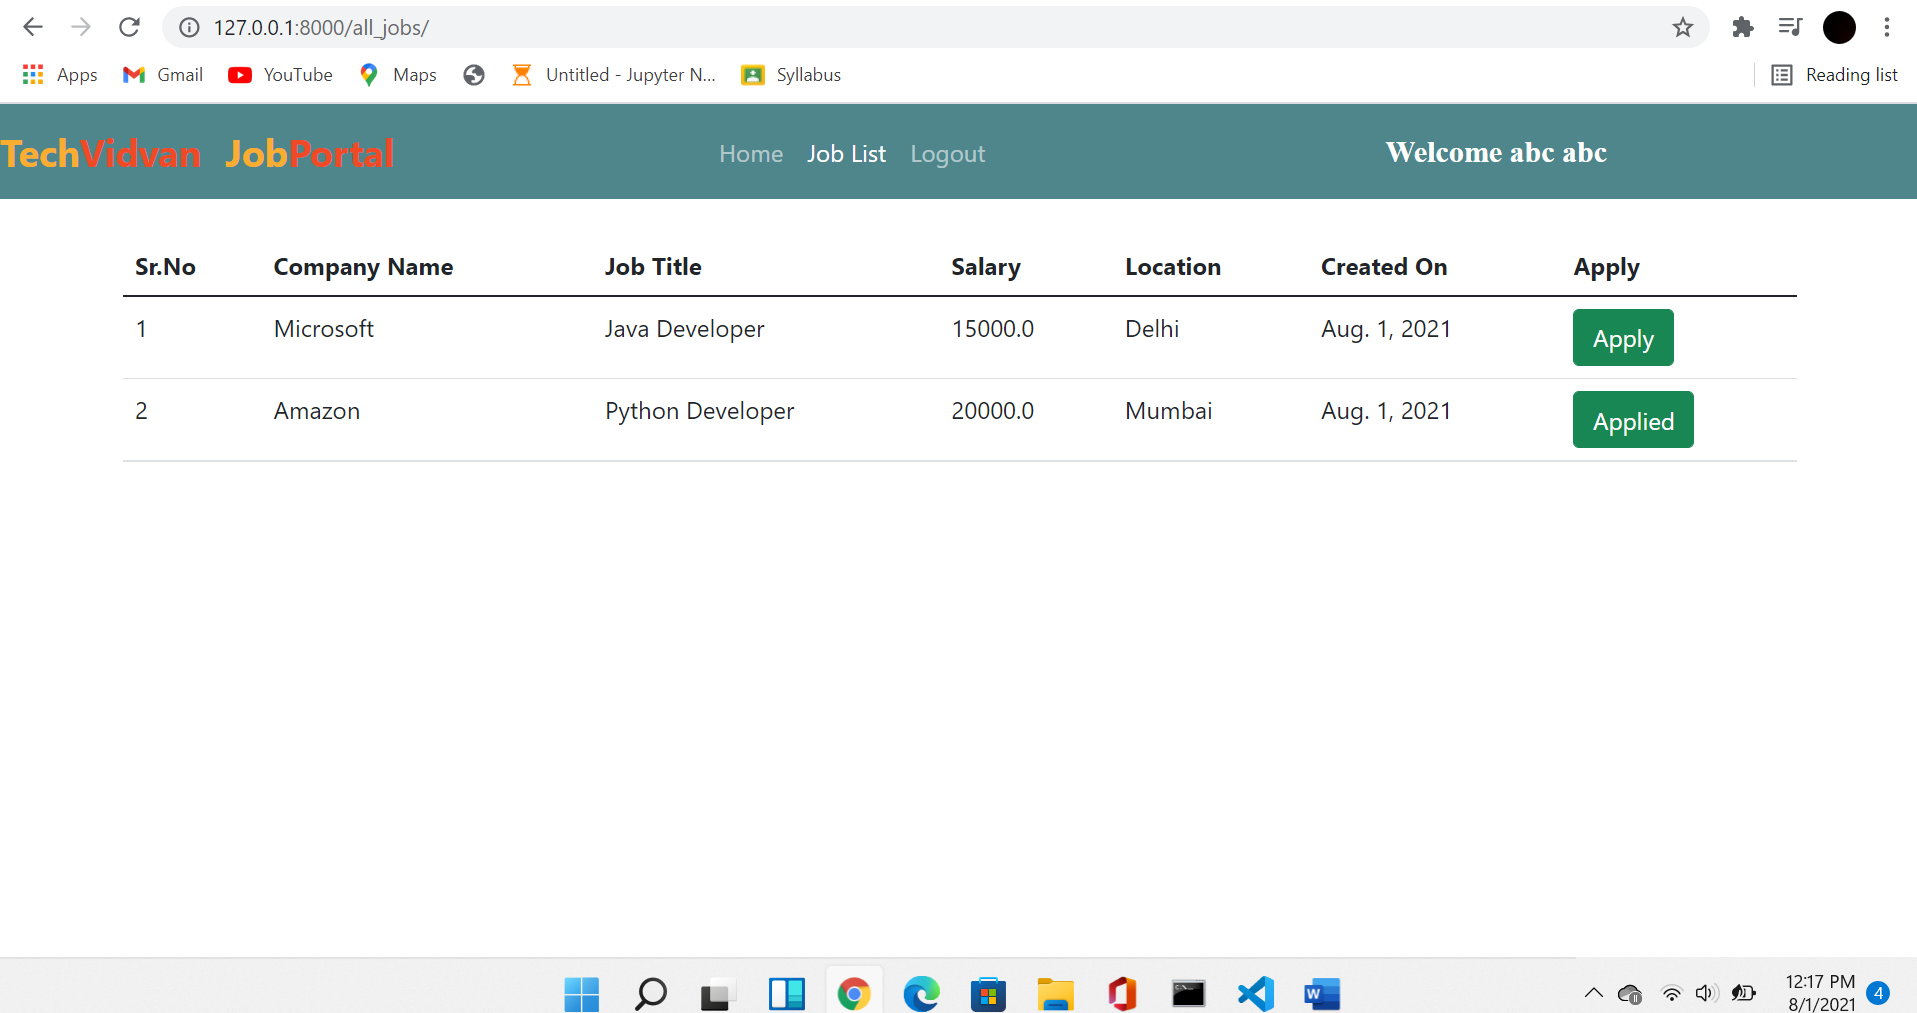 127.0.0.1:8000/all_jobs/
Apps Gmail YouTube Maps Untitled - Jupyter N... Syllabus Reading list
TechVidvan JobPortal Home Job List Logout Welcome abc abc
Sr.No Company Name Job Title Salary Location Created On Apply
1 Microsoft Java Developer 15000.0 Delhi Aug. 1, 2021 Apply
2 Amazon Python Developer 20000.0 Mumbai Aug. 1, 2021 Applied
12:17 PM
8/1/2021
4